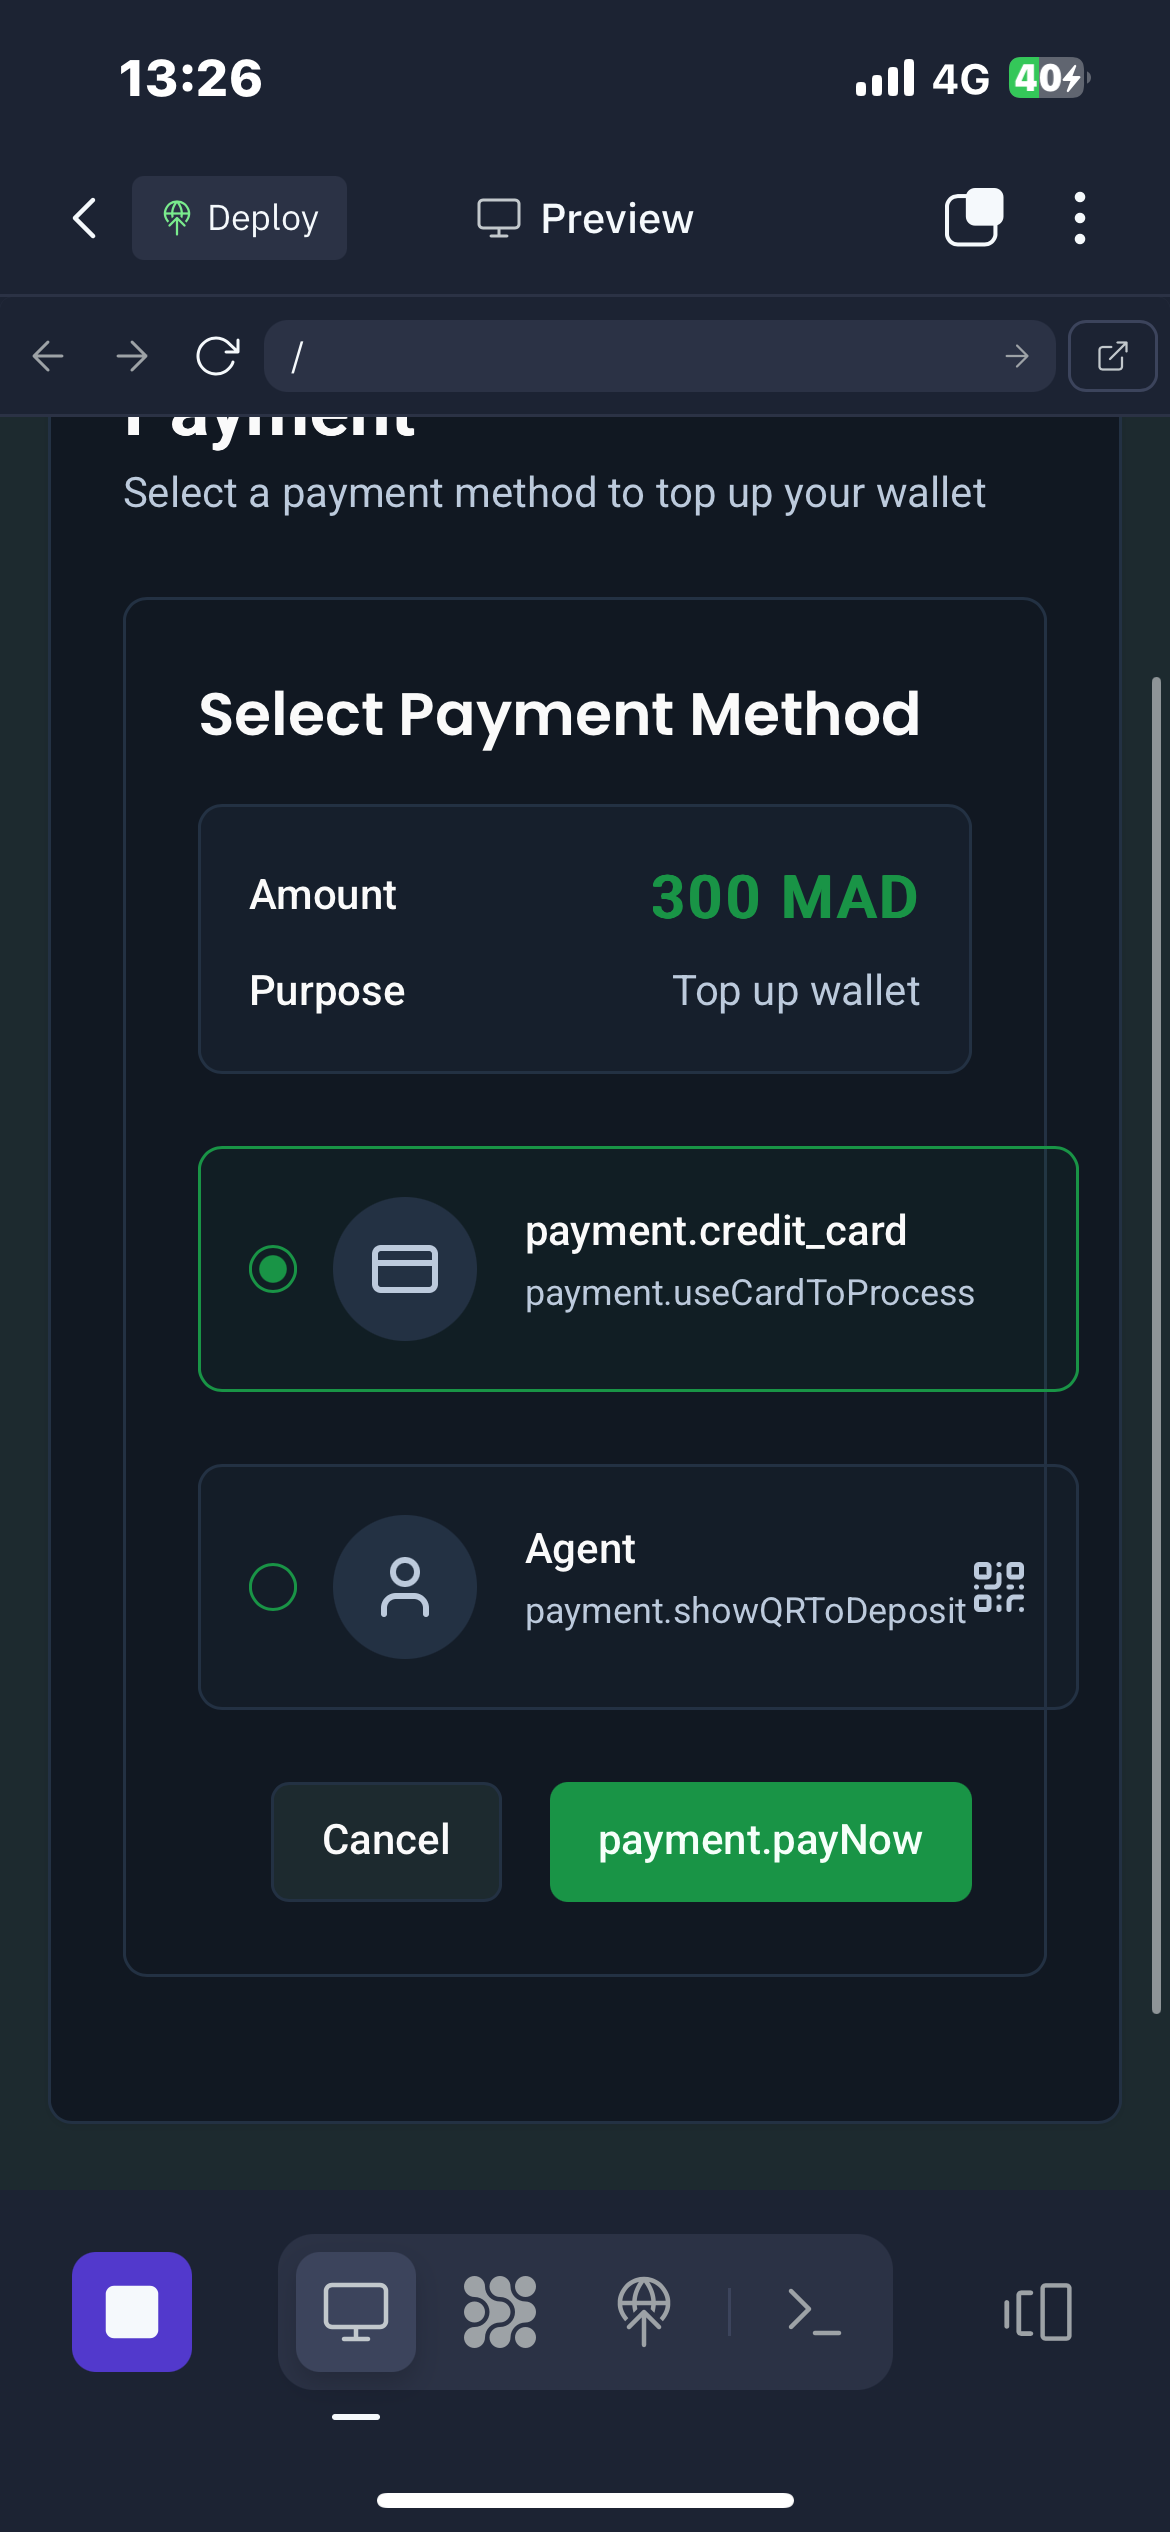 13:26
4G
40
Deploy
Preview
/
Payment
Select a payment method to top up your wallet
Select Payment Method
Amount
300 MAD
Purpose
Top up wallet
payment.credit_card
payment.useCardToProcess
Agent
payment.showQRToDeposit
Cancel
payment.payNow